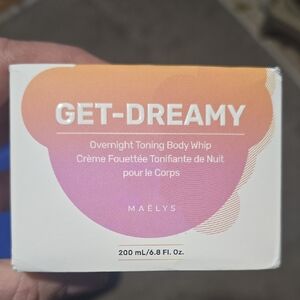 GET-DREAMY
Overnight Toning Body Whip
Crème Fouettée Tonifiante de Nuit
pour le Corps
MAËLYS
200 mL/6.8 Fl. Oz.